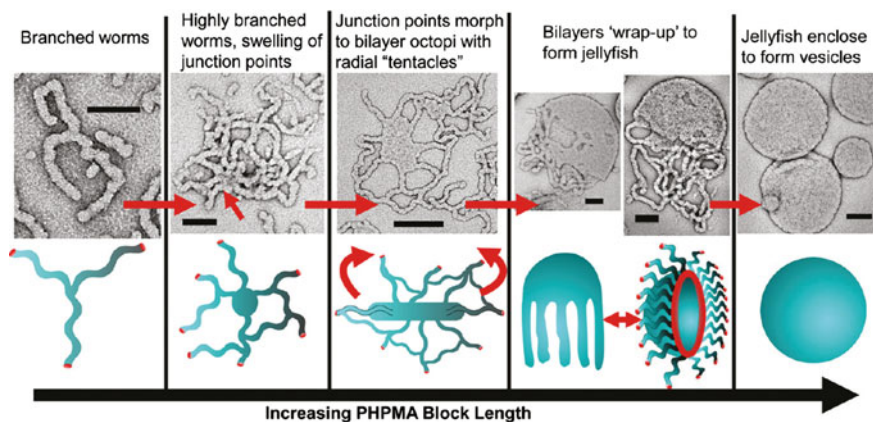 Branched worms
Highly branched
worms, swelling of
junction points
Junction points morph
to bilayer octopi with
radial “tentacles”
Bilayers ‘wrap-up’ to
form jellyfish
Jellyfish enclose
to form vesicles
Increasing PHPMA Block Length